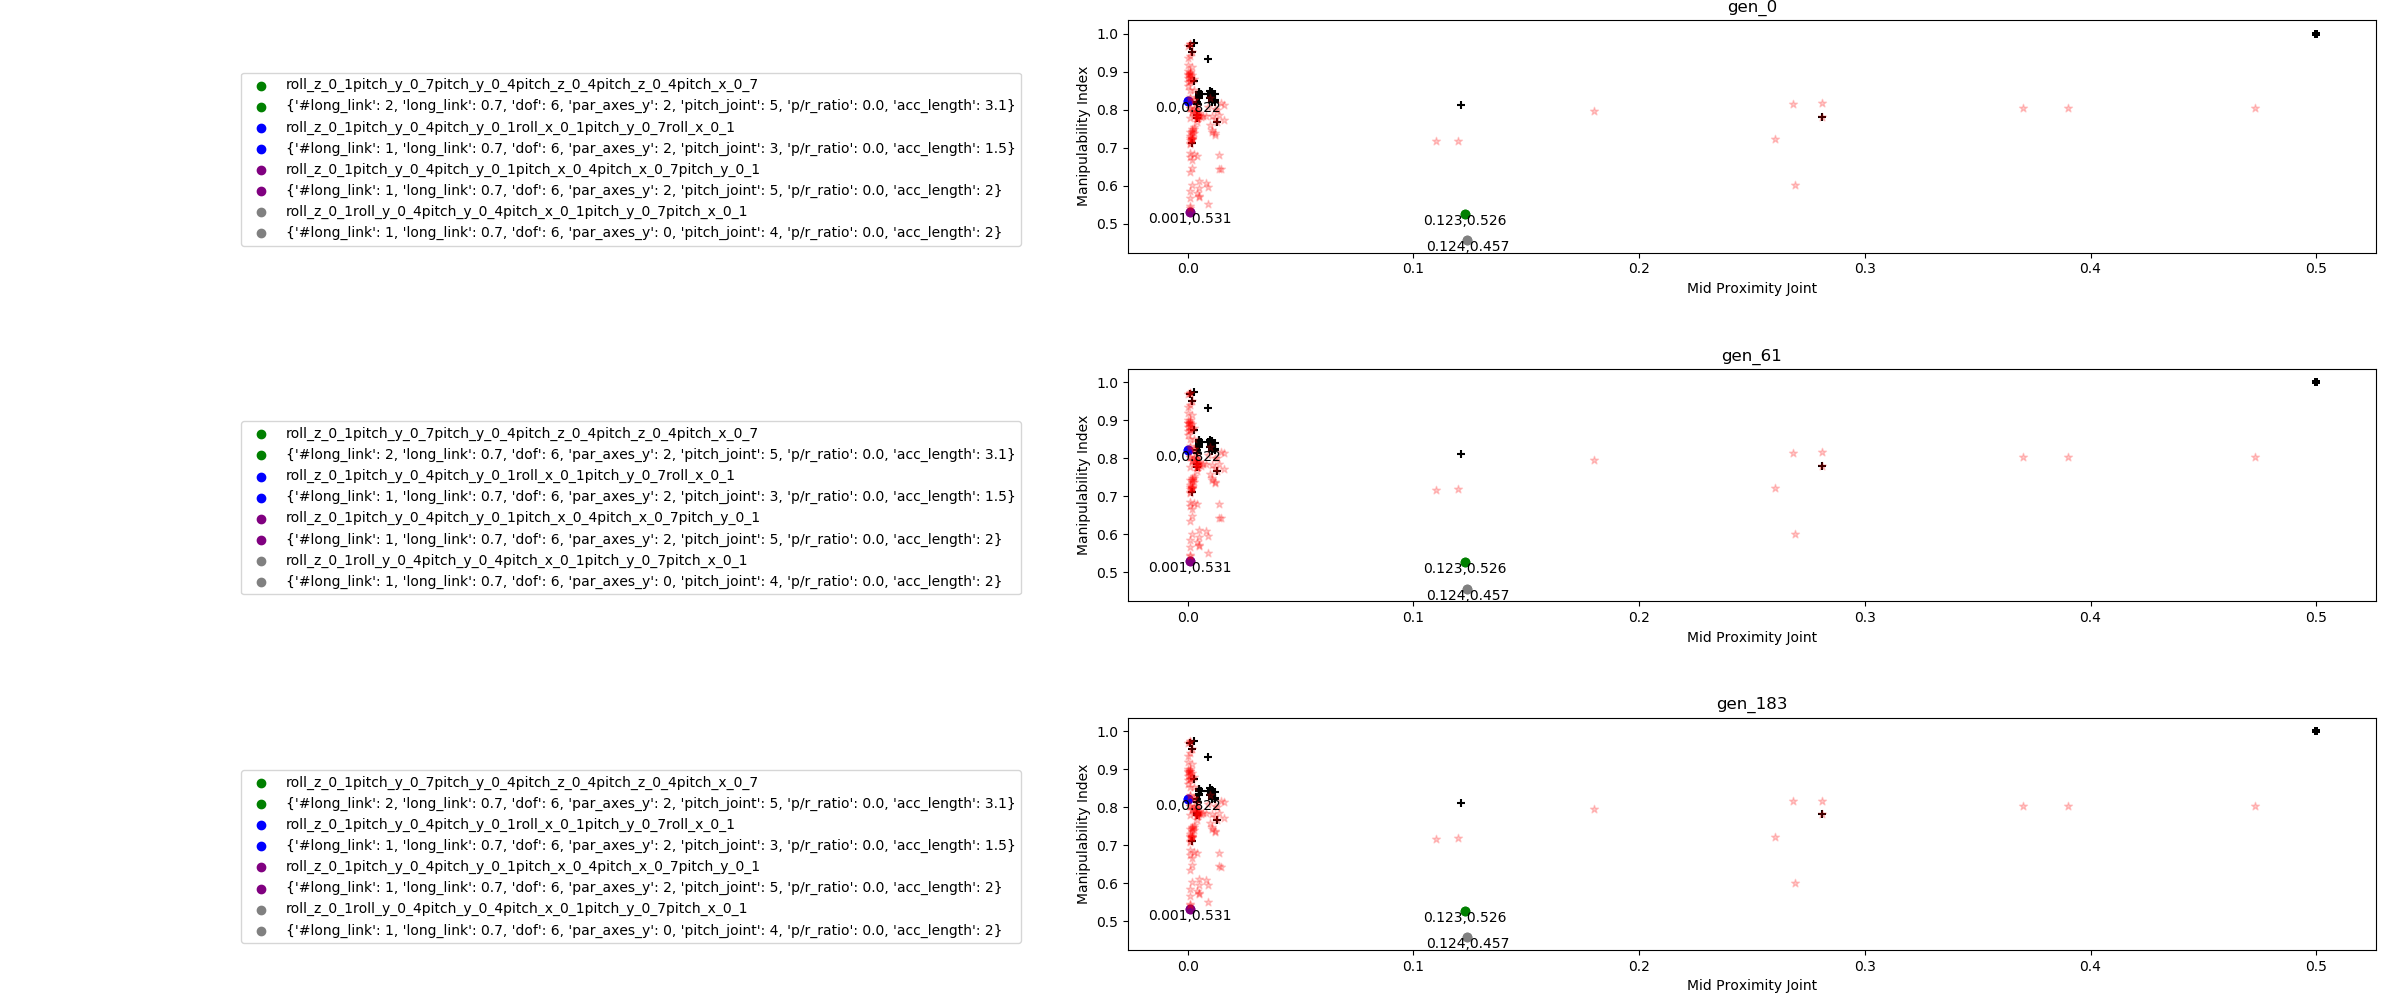 gen_0
roll_z_0_1pitch_y_0_7pitch_y_0_4pitch_z_0_4pitch_z_0_4pitch_x_0_7
{'#long_link': 2, 'long_link': 0.7, 'dof': 6, 'par_axes_y': 2, 'pitch_joint': 5, 'p/r_ratio': 0.0, 'acc_length': 3.1}
roll_z_0_1pitch_y_0_4pitch_y_0_1roll_x_0_1pitch_y_0_7roll_x_0_1
{'#long_link': 1, 'long_link': 0.7, 'dof': 6, 'par_axes_y': 2, 'pitch_joint': 3, 'p/r_ratio': 0.0, 'acc_length': 1.5}
roll_z_0_1pitch_y_0_4pitch_y_0_1pitch_x_0_4pitch_x_0_7pitch_y_0_1
{'#long_link': 1, 'long_link': 0.7, 'dof': 6, 'par_axes_y': 2, 'pitch_joint': 5, 'p/r_ratio': 0.0, 'acc_length': 2}
roll_z_0_1roll_y_0_4pitch_y_0_4pitch_x_0_1pitch_y_0_7pitch_x_0_1
{'#long_link': 1, 'long_link': 0.7, 'dof': 6, 'par_axes_y': 0, 'pitch_joint': 4, 'p/r_ratio': 0.0, 'acc_length': 2}
Manipulability Index
1.0
0.9
0.8
0.7
0.6
0.5
0.0,0.822
0.001,0.531
0.123,0.526
0.124,0.457
0.0 0.1 0.2 0.3 0.4 0.5
Mid Proximity Joint
gen_61
roll_z_0_1pitch_y_0_7pitch_y_0_4pitch_z_0_4pitch_z_0_4pitch_x_0_7
{'#long_link': 2, 'long_link': 0.7, 'dof': 6, 'par_axes_y': 2, 'pitch_joint': 5, 'p/r_ratio': 0.0, 'acc_length': 3.1}
roll_z_0_1pitch_y_0_4pitch_y_0_1roll_x_0_1pitch_y_0_7roll_x_0_1
{'#long_link': 1, 'long_link': 0.7, 'dof': 6, 'par_axes_y': 2, 'pitch_joint': 3, 'p/r_ratio': 0.0, 'acc_length': 1.5}
roll_z_0_1pitch_y_0_4pitch_y_0_1pitch_x_0_4pitch_x_0_7pitch_y_0_1
{'#long_link': 1, 'long_link': 0.7, 'dof': 6, 'par_axes_y': 2, 'pitch_joint': 5, 'p/r_ratio': 0.0, 'acc_length': 2}
roll_z_0_1roll_y_0_4pitch_y_0_4pitch_x_0_1pitch_y_0_7pitch_x_0_1
{'#long_link': 1, 'long_link': 0.7, 'dof': 6, 'par_axes_y': 0, 'pitch_joint': 4, 'p/r_ratio': 0.0, 'acc_length': 2}
Manipulability Index
1.0
0.9
0.8
0.7
0.6
0.5
0.0,0.822
0.001,0.531
0.123,0.526
0.124,0.457
0.0 0.1 0.2 0.3 0.4 0.5
Mid Proximity Joint
gen_183
roll_z_0_1pitch_y_0_7pitch_y_0_4pitch_z_0_4pitch_z_0_4pitch_x_0_7
{'#long_link': 2, 'long_link': 0.7, 'dof': 6, 'par_axes_y': 2, 'pitch_joint': 5, 'p/r_ratio': 0.0, 'acc_length': 3.1}
roll_z_0_1pitch_y_0_4pitch_y_0_1roll_x_0_1pitch_y_0_7roll_x_0_1
{'#long_link': 1, 'long_link': 0.7, 'dof': 6, 'par_axes_y': 2, 'pitch_joint': 3, 'p/r_ratio': 0.0, 'acc_length': 1.5}
roll_z_0_1pitch_y_0_4pitch_y_0_1pitch_x_0_4pitch_x_0_7pitch_y_0_1
{'#long_link': 1, 'long_link': 0.7, 'dof': 6, 'par_axes_y': 2, 'pitch_joint': 5, 'p/r_ratio': 0.0, 'acc_length': 2}
roll_z_0_1roll_y_0_4pitch_y_0_4pitch_x_0_1pitch_y_0_7pitch_x_0_1
{'#long_link': 1, 'long_link': 0.7, 'dof': 6, 'par_axes_y': 0, 'pitch_joint': 4, 'p/r_ratio': 0.0, 'acc_length': 2}
Manipulability Index
1.0
0.9
0.8
0.7
0.6
0.5
0.0,0.822
0.001,0.531
0.123,0.526
0.124,0.457
0.0 0.1 0.2 0.3 0.4 0.5
Mid Proximity Joint